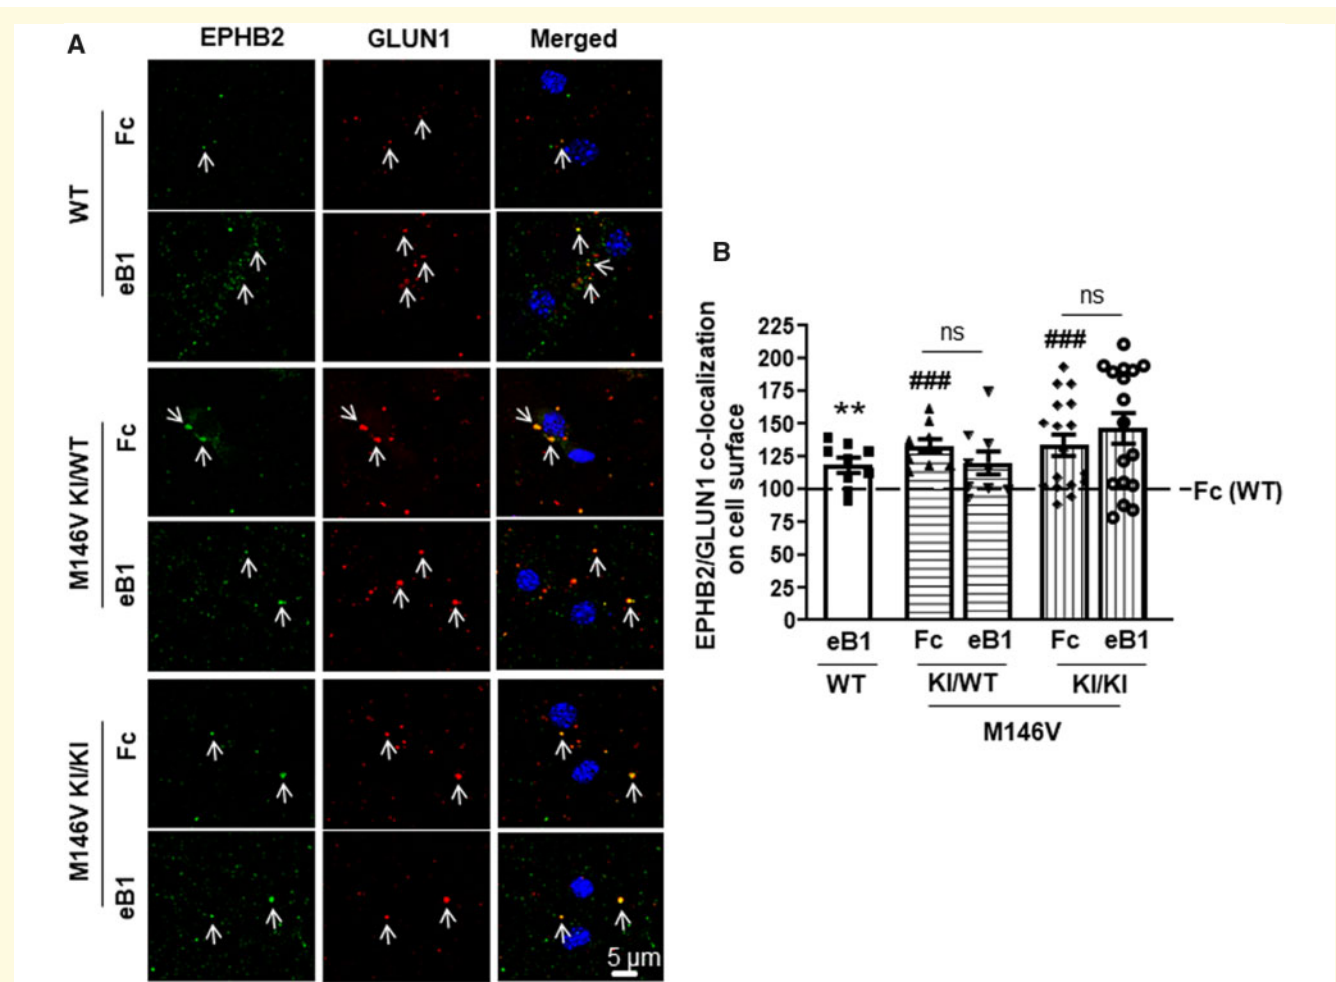 A
EPHB2 GLUN1 Merged
WT
Fc
eB1
M146V KI/WT
Fc
eB1
M146V KI/KI
Fc
eB1
5 µm
B
EPHB2/GLUN1 co-localization
on cell surface
225
200
175
150
125
100
75
50
25
0
**
###
ns
###
ns
Fc (WT)
eB1 Fc eB1 Fc eB1
WT KI/WT KI/KI
M146V